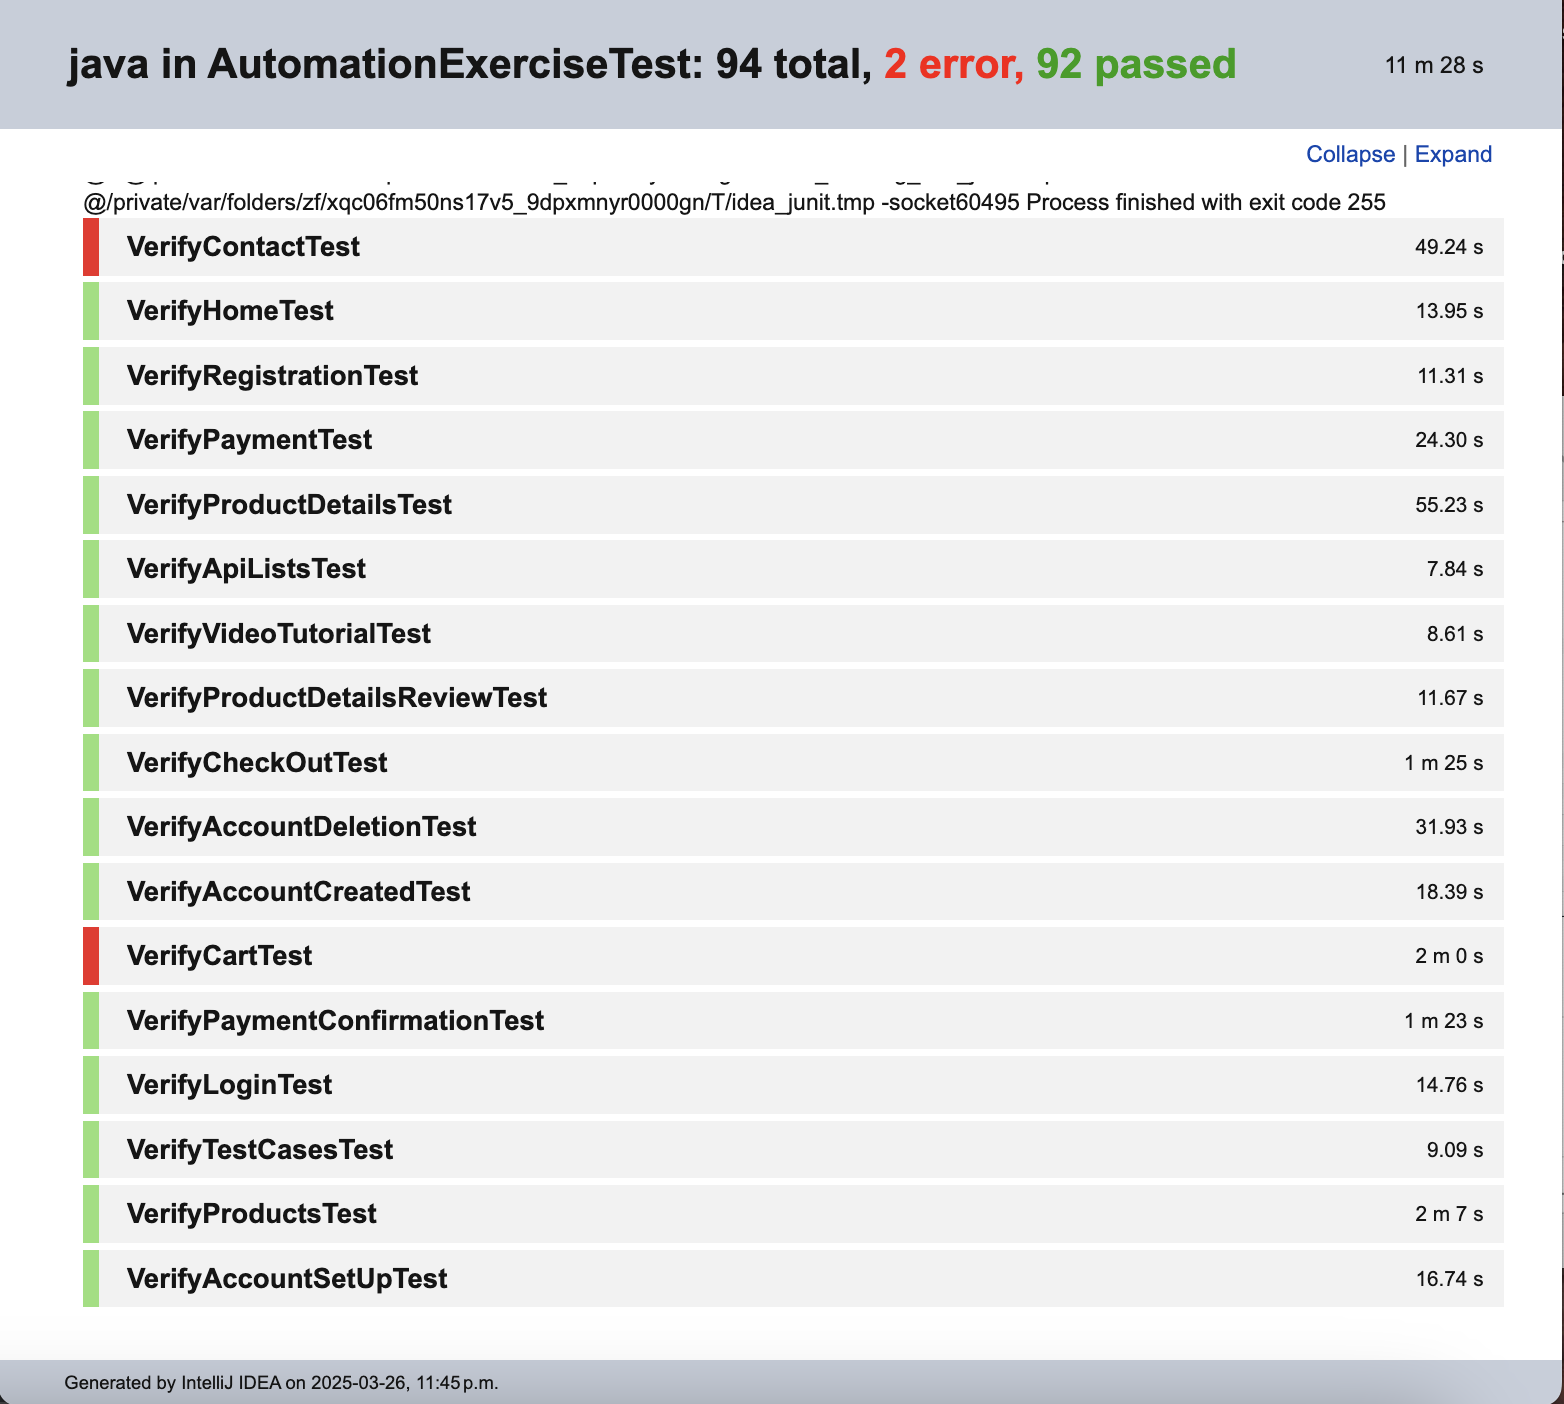 java in AutomationExerciseTest: 94 total, 2 error, 92 passed 11 m 28 s
Collapse | Expand
@/private/var/folders/zf/xqc06fm50ns17v5_9dpxmnyr0000gn/T/idea_junit.tmp -socket60495 Process finished with exit code 255
VerifyContactTest 49.24 s
VerifyHomeTest 13.95 s
VerifyRegistrationTest 11.31 s
VerifyPaymentTest 24.30 s
VerifyProductDetailsTest 55.23 s
VerifyApiListsTest 7.84 s
VerifyVideoTutorialTest 8.61 s
VerifyProductDetailsReviewTest 11.67 s
VerifyCheckOutTest 1 m 25 s
VerifyAccountDeletionTest 31.93 s
VerifyAccountCreatedTest 18.39 s
VerifyCartTest 2 m 0 s
VerifyPaymentConfirmationTest 1 m 23 s
VerifyLoginTest 14.76 s
VerifyTestCasesTest 9.09 s
VerifyProductsTest 2 m 7 s
VerifyAccountSetUpTest 16.74 s
Generated by IntelliJ IDEA on 2025-03-26, 11:45 p.m.